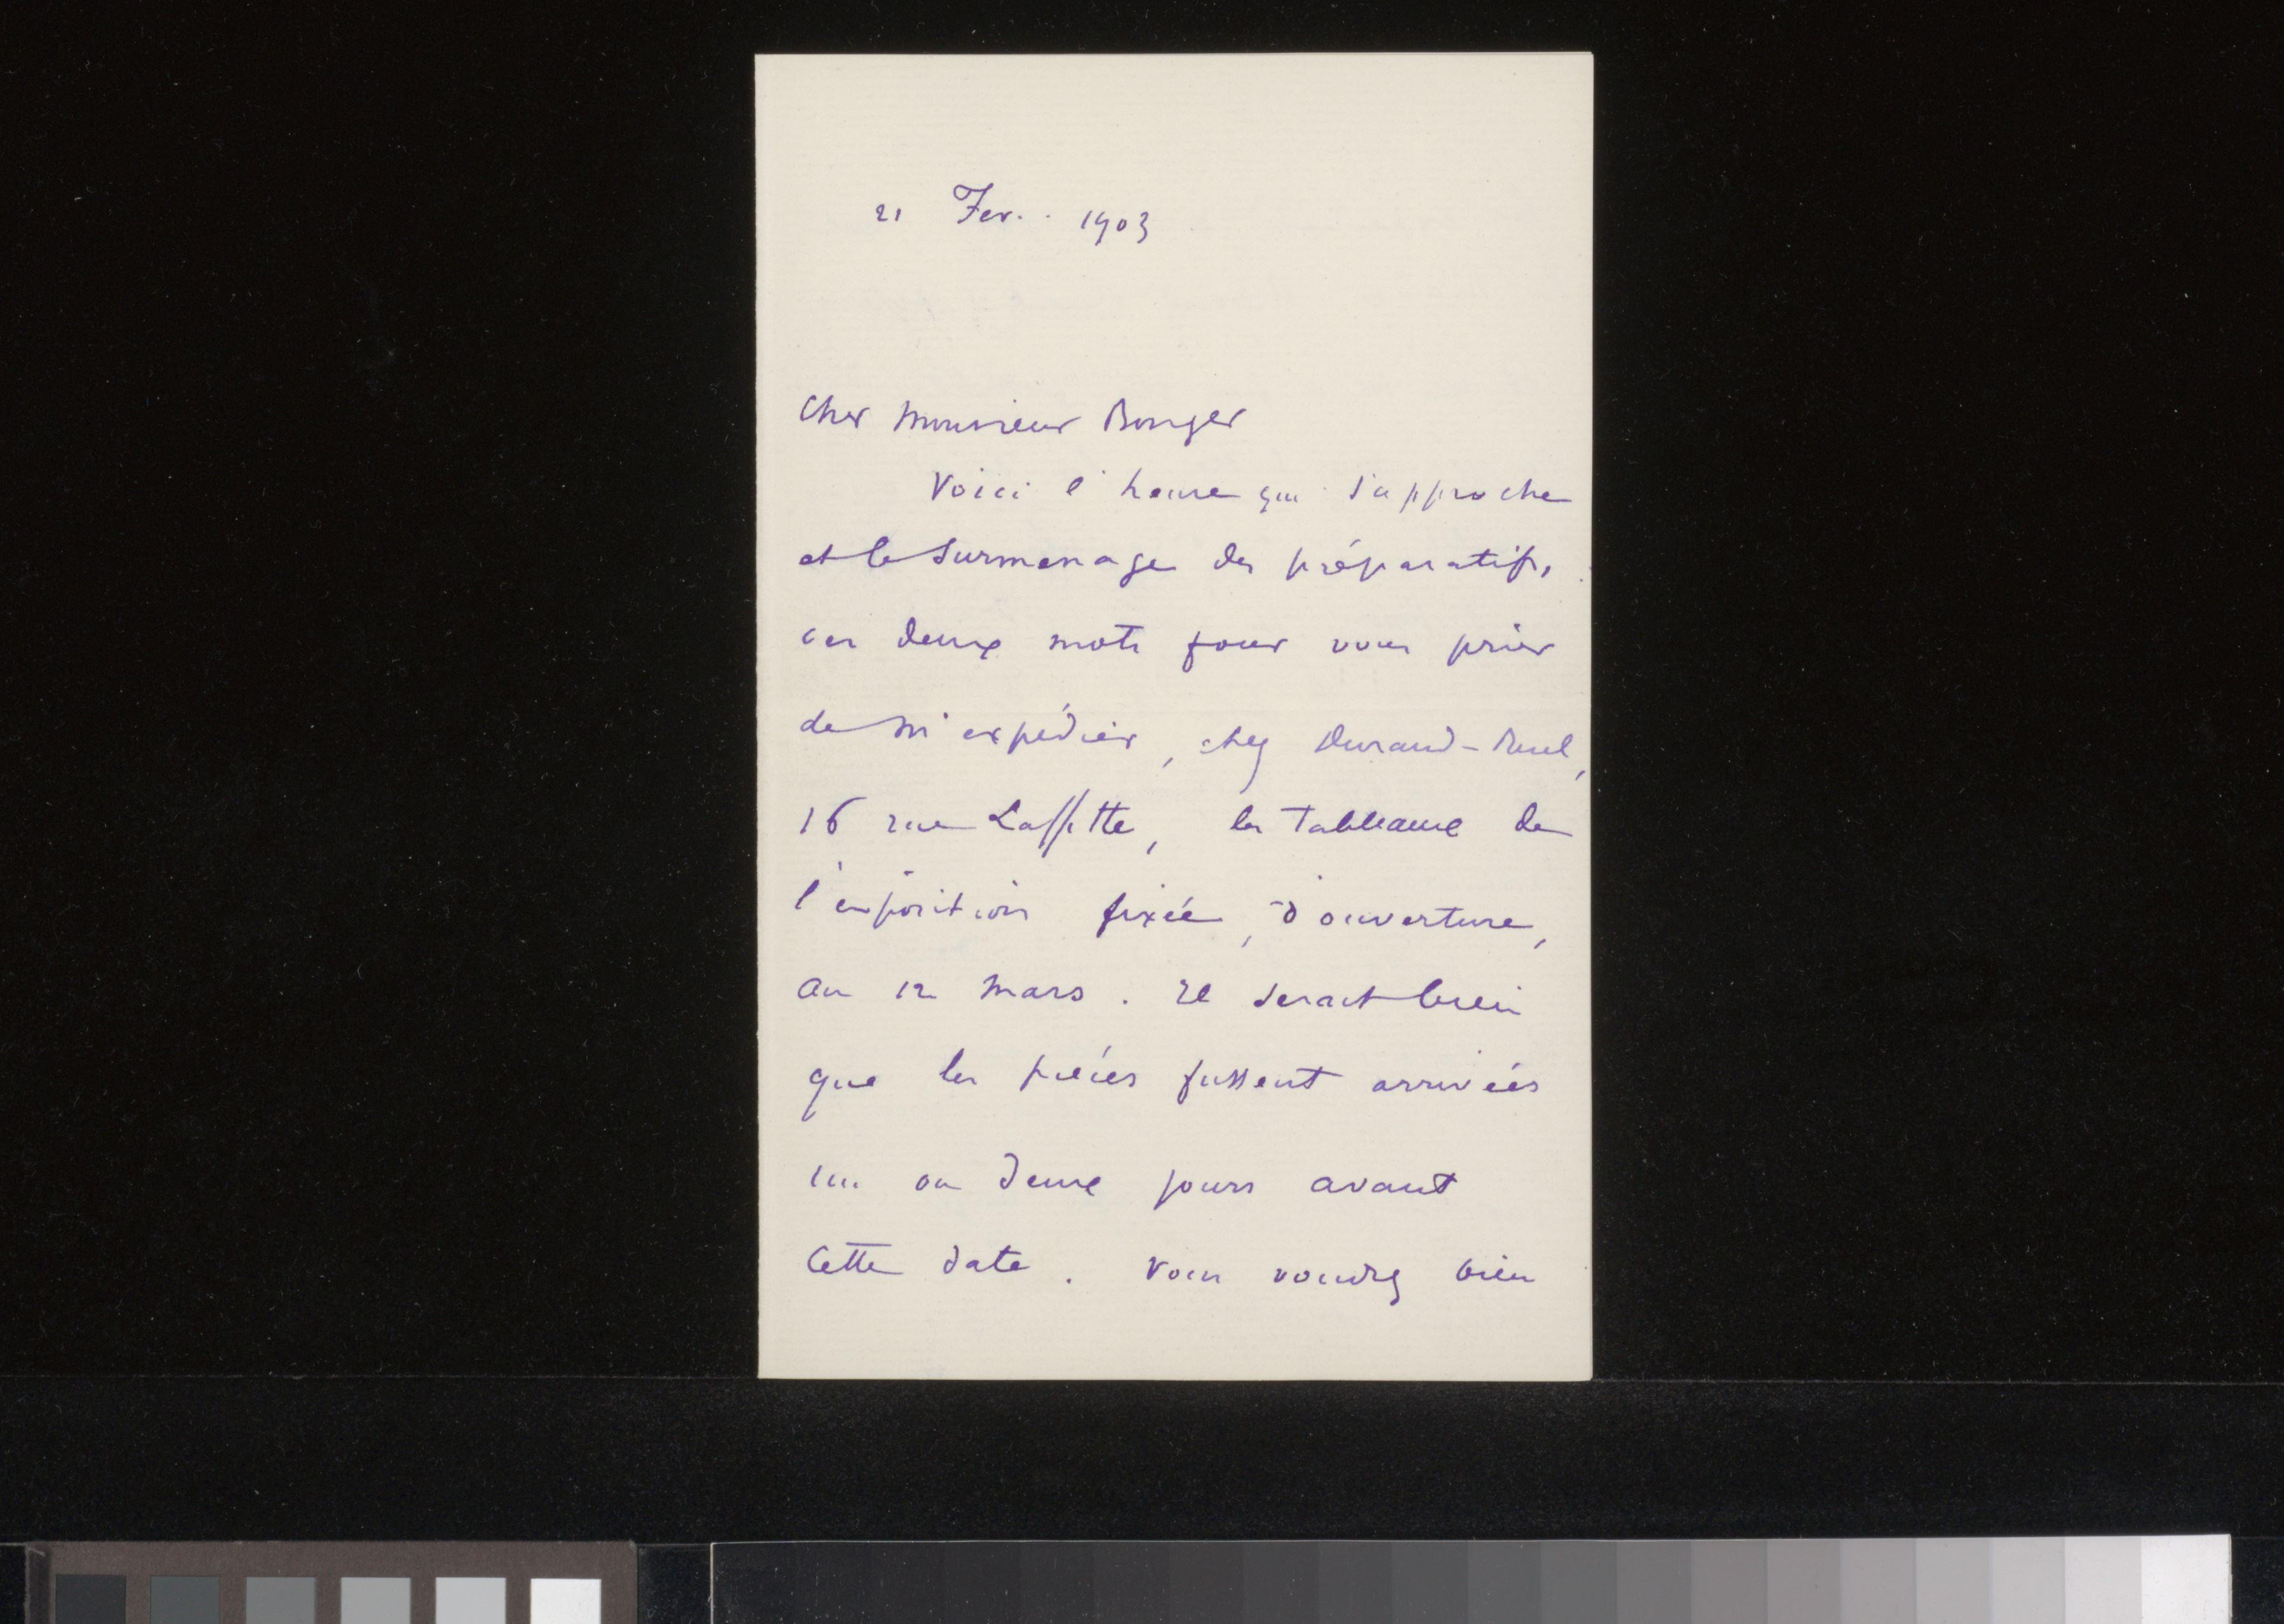 21 Fev. 1903
Cher Monsieur Bonger
Voici l'heure qui s'approche
et le surmenage des préparatifs,
ces deux mots pour vous prier
de m'expédier, chez Durand-Ruel,
16 rue Laffitte, les Tableaux de
l'exposition fixée, d'ouverture,
au 12 Mars. Il serait bien
que les pièces fussent arrivées
un ou deux jours avant
cette date. Vous voudrez bien